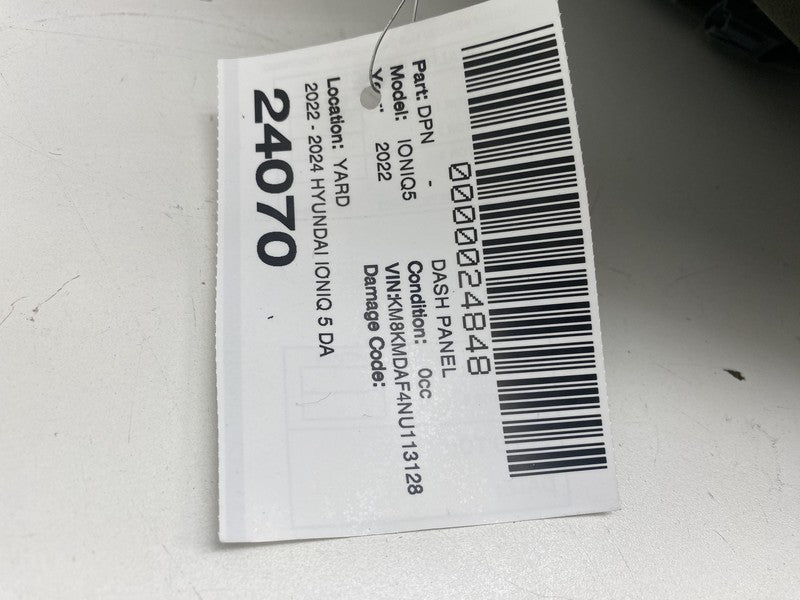 0000024848
Part: DPN - DASH PANEL
Model: IONIQ5 Condition: 0cc
Year: 2022 VIN:KM8KMDAF4NU113128
Damage Code:
Location: YARD
2022 - 2024 HYUNDAI IONIQ 5 DA
24070